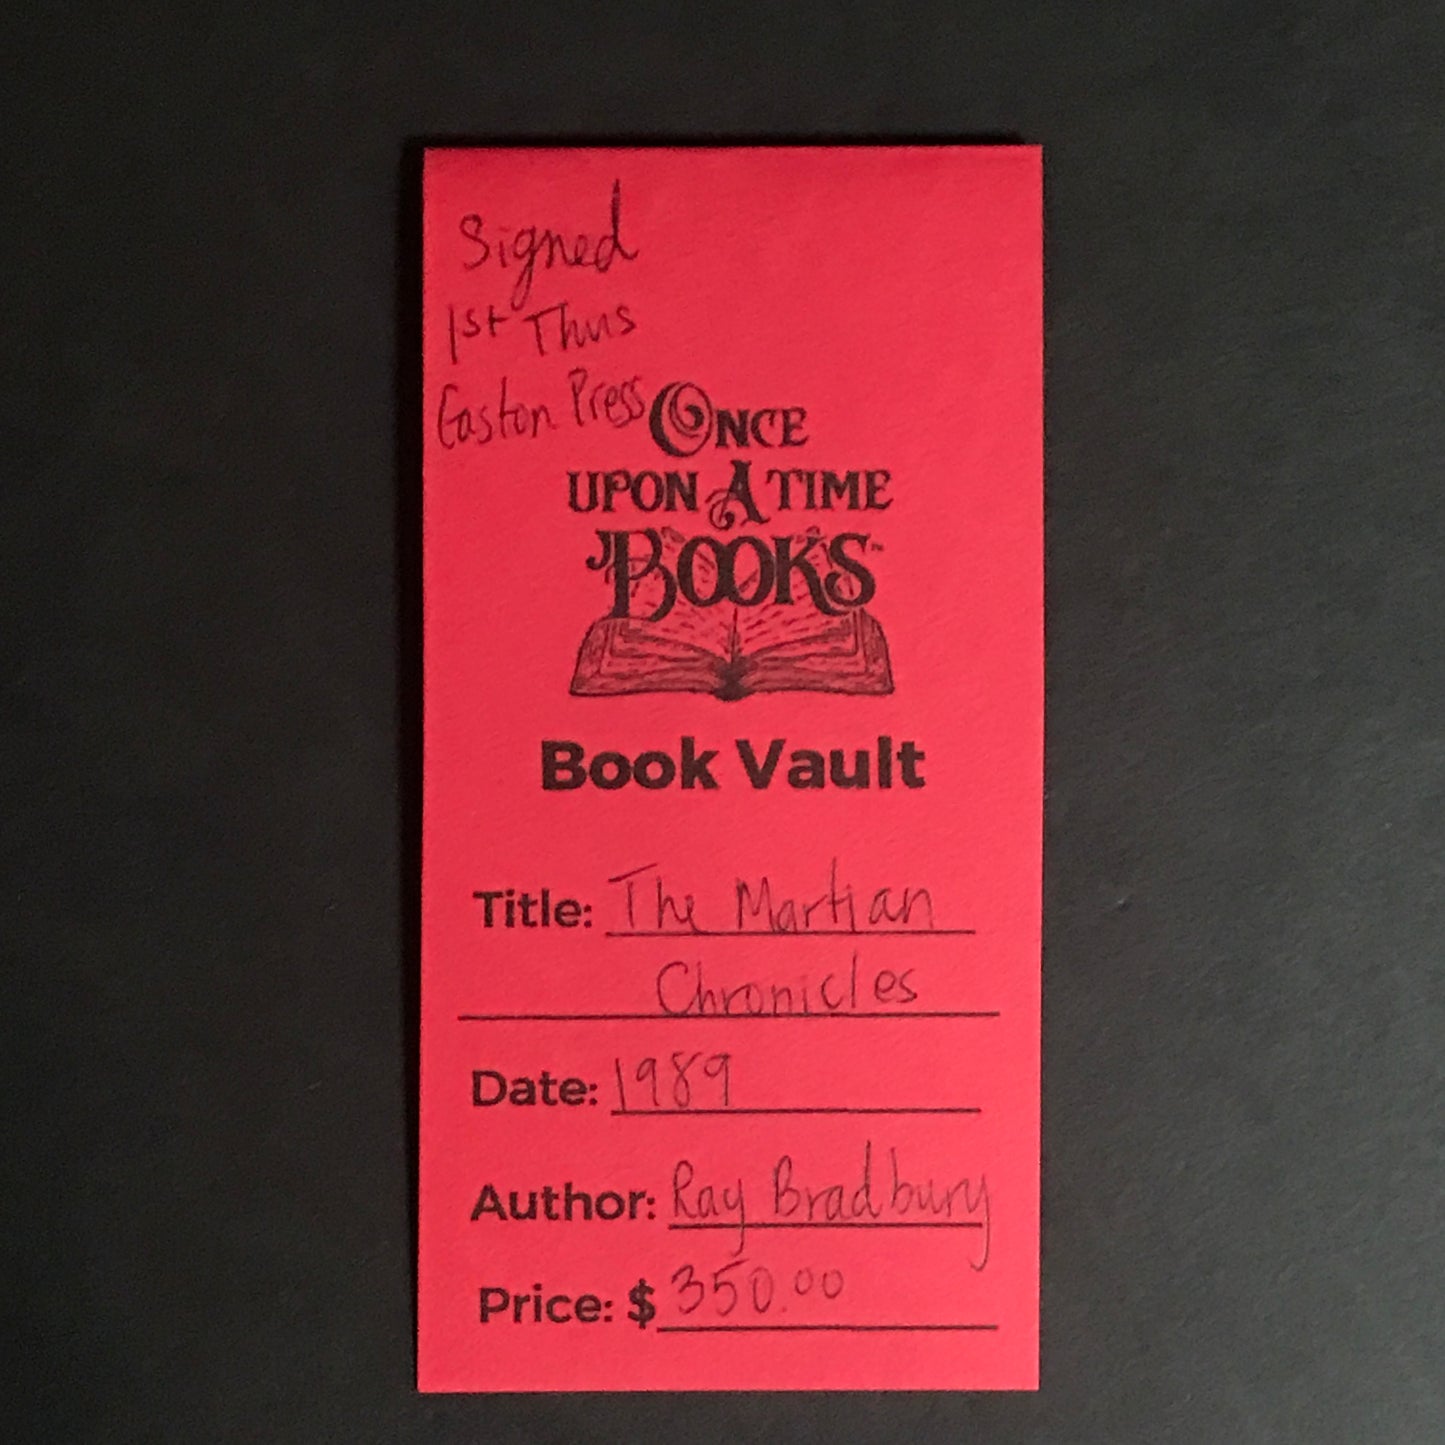 Signed
1st Thus
Easton Press
ONCE
UPON A TIME
BOOKS
Book Vault
Title: The Martian
Chronicles
Date: 1989
Author: Ray Bradbury
Price: $ 350.00